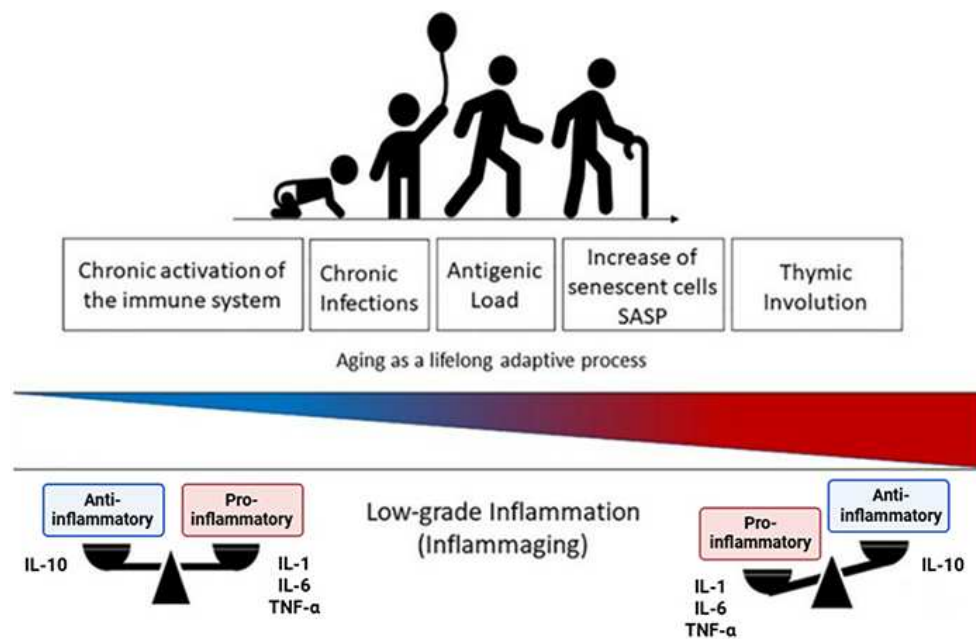 Chronic activation of
the immune system
Chronic
Infections
Antigenic
Load
Increase of
senescent cells
SASP
Thymic
Involution
Aging as a lifelong adaptive process
Anti-
inflammatory
Pro-
inflammatory
IL-10
IL-1
IL-6
TNF-α
Low-grade Inflammation
(Inflammaging)
Pro-
inflammatory
Anti-
inflammatory
IL-1
IL-6
TNF-α
IL-10